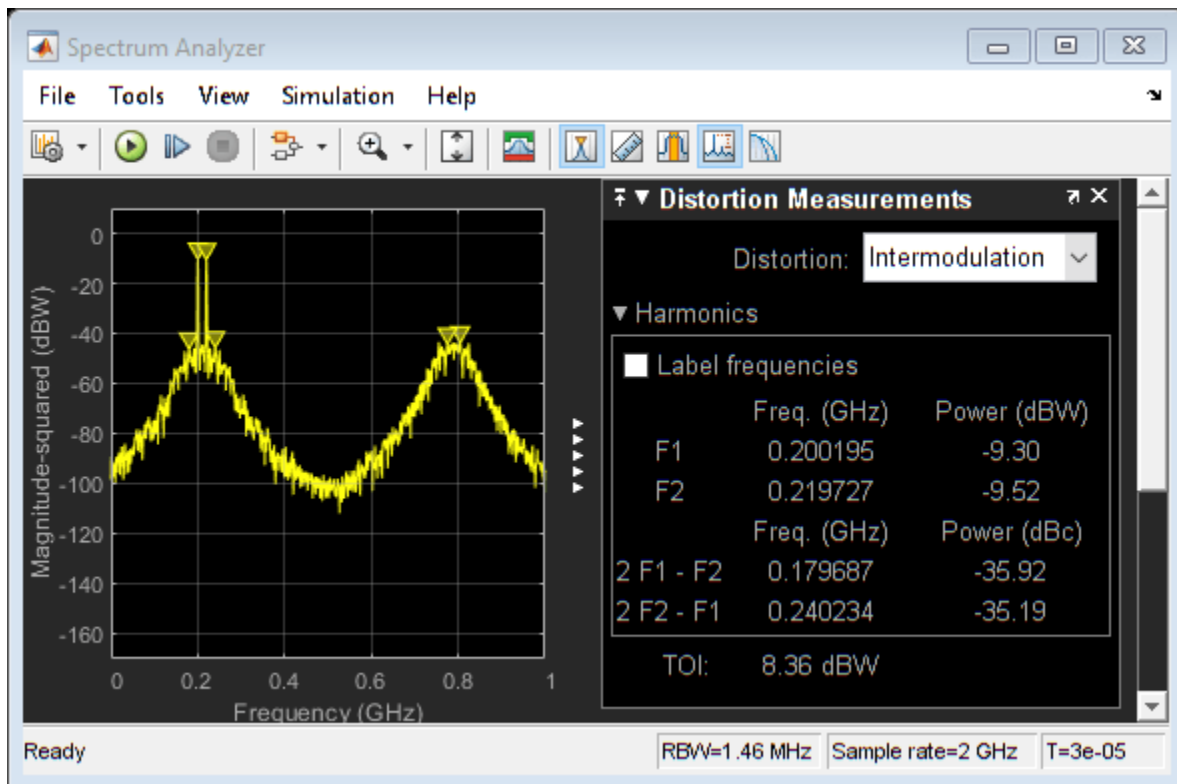 Spectrum Analyzer
File Tools View Simulation Help
0
-20
-40
-60
-80
-100
-120
-140
-160
Magnitude-squared (dBW)
0 0.2 0.4 0.6 0.8 1
Frequency (GHz)
Distortion Measurements
Distortion: Intermodulation
Harmonics
Label frequencies
Freq. (GHz) Power (dBW)
F1 0.200195 -9.30
F2 0.219727 -9.52
Freq. (GHz) Power (dBc)
2 F1 - F2 0.179687 -35.92
2 F2 - F1 0.240234 -35.19
TOI: 8.36 dBW
Ready RBW=1.46 MHz Sample rate=2 GHz T=3e-05